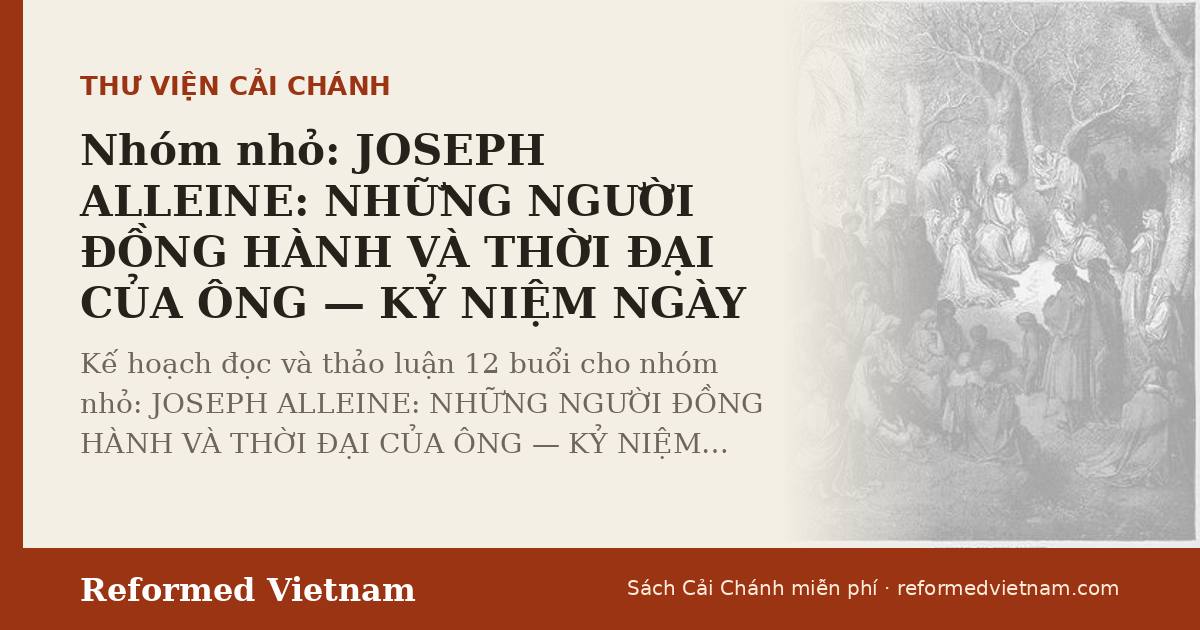 THƯ VIỆN CẢI CHÁNH
Nhóm nhỏ: JOSEPH
ALLEINE: NHỮNG NGƯỜI
ĐỒNG HÀNH VÀ THỜI ĐẠI
CỦA ÔNG — KỶ NIỆM NGÀY
Kế hoạch đọc và thảo luận 12 buổi cho nhóm
nhỏ: JOSEPH ALLEINE: NHỮNG NGƯỜI ĐỒNG
HÀNH VÀ THỜI ĐẠI CỦA ÔNG — KỶ NIỆM...
Reformed Vietnam
Sách Cải Chánh miễn phí · reformedvietnam.com